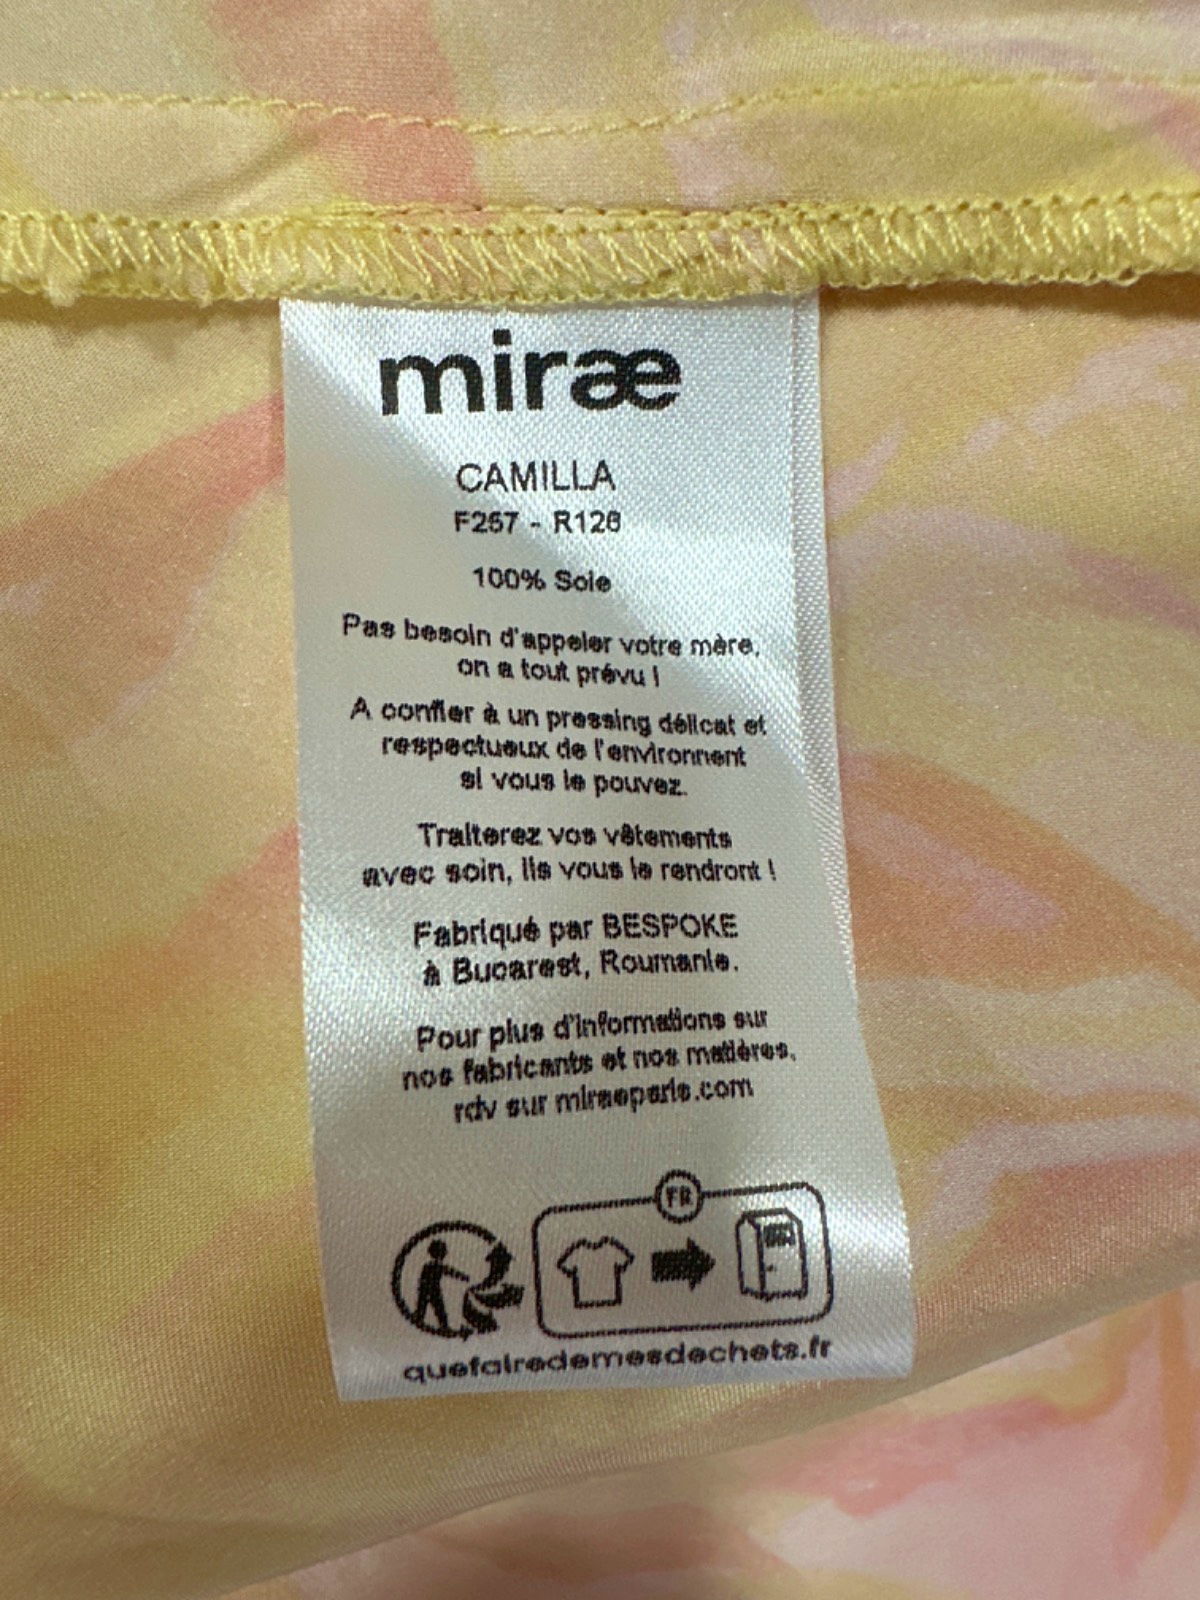 miræ
CAMILLA
F257 - R126
100% Soie
Pas besoin d'appeler votre mère,
on a tout prévu !
A confier à un pressing délicat et
respectueux de l'environnent
si vous le pouvez.
Traiterez vos vêtements
avec soin, ils vous le rendront !
Fabriqué par BESPOKE
à Bucarest, Roumanie.
Pour plus d'informations sur
nos fabricants et nos matières,
rdv sur miraeparis.com
FR
quefairedemesdechets.fr